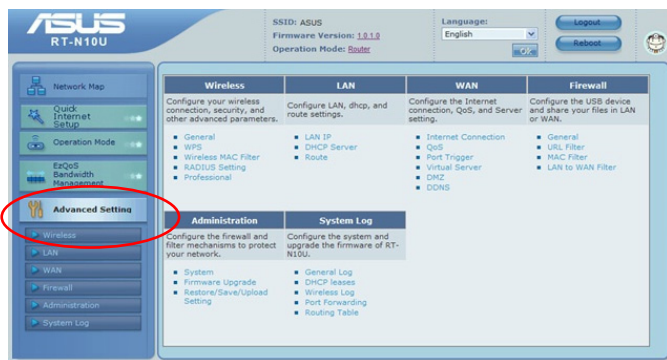 ASUS
RT-N10U
SSID: ASUS
Firmware Version: 1.0.1.0
Operation Mode: Router
Language:
English
OK
Logout
Reboot
Network Map
Quick
Internet
Setup
Operation Mode
EzQoS
Bandwidth
Management
Advanced Setting
Wireless
LAN
WAN
Firewall
Administration
System Log
Wireless
Configure your wireless
connection, security, and
other advanced parameters.
General
WPS
Wireless MAC Filter
RADIUS Setting
Professional
LAN
Configure LAN, dhcp, and
route settings.
LAN IP
DHCP Server
Route
WAN
Configure the Internet
connection, QoS, and Server
setting.
Internet Connection
QoS
Port Trigger
Virtual Server
DMZ
DDNS
Firewall
Configure the USB device
and share your files in LAN
or WAN.
General
URL Filter
MAC Filter
LAN to WAN Filter
Administration
Configure the firewall and
filter mechanisms to protect
your network.
System
Firmware Upgrade
Restore/Save/Upload
Setting
System Log
Configure the system and
upgrade the firmware of RT-
N10U.
General Log
DHCP leases
Wireless Log
Port Forwarding
Routing Table